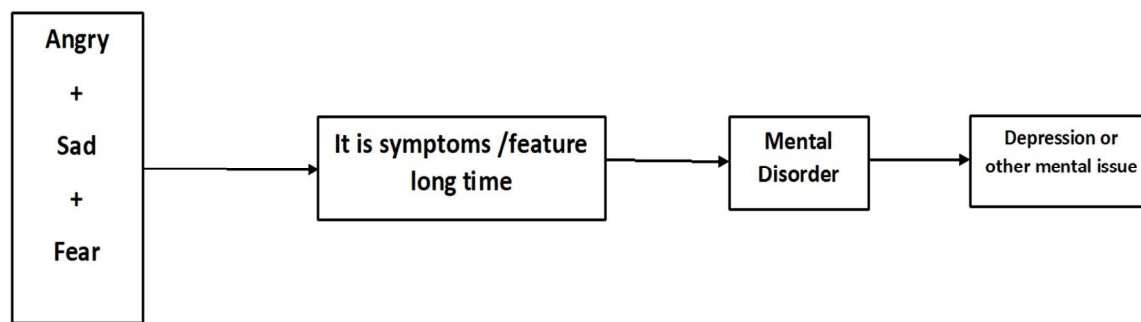 Angry
+
Sad
+
Fear
It is symptoms /feature
long time
Mental
Disorder
Depression or
other mental issue